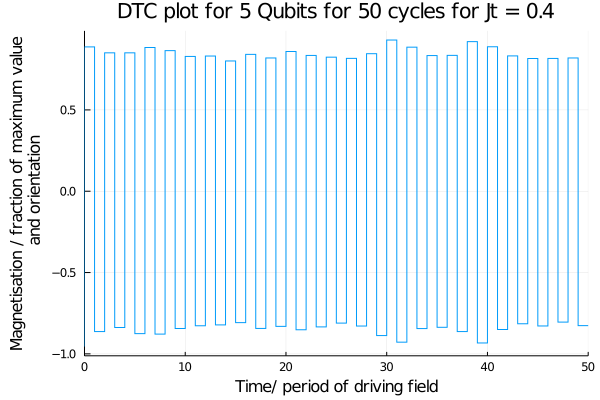 DTC plot for 5 Qubits for 50 cycles for Jt = 0.4
Magnetisation / fraction of maximum value
and orientation
0.5
0.0
−0.5
−1.0
0 10 20 30 40 50
Time/ period of driving field